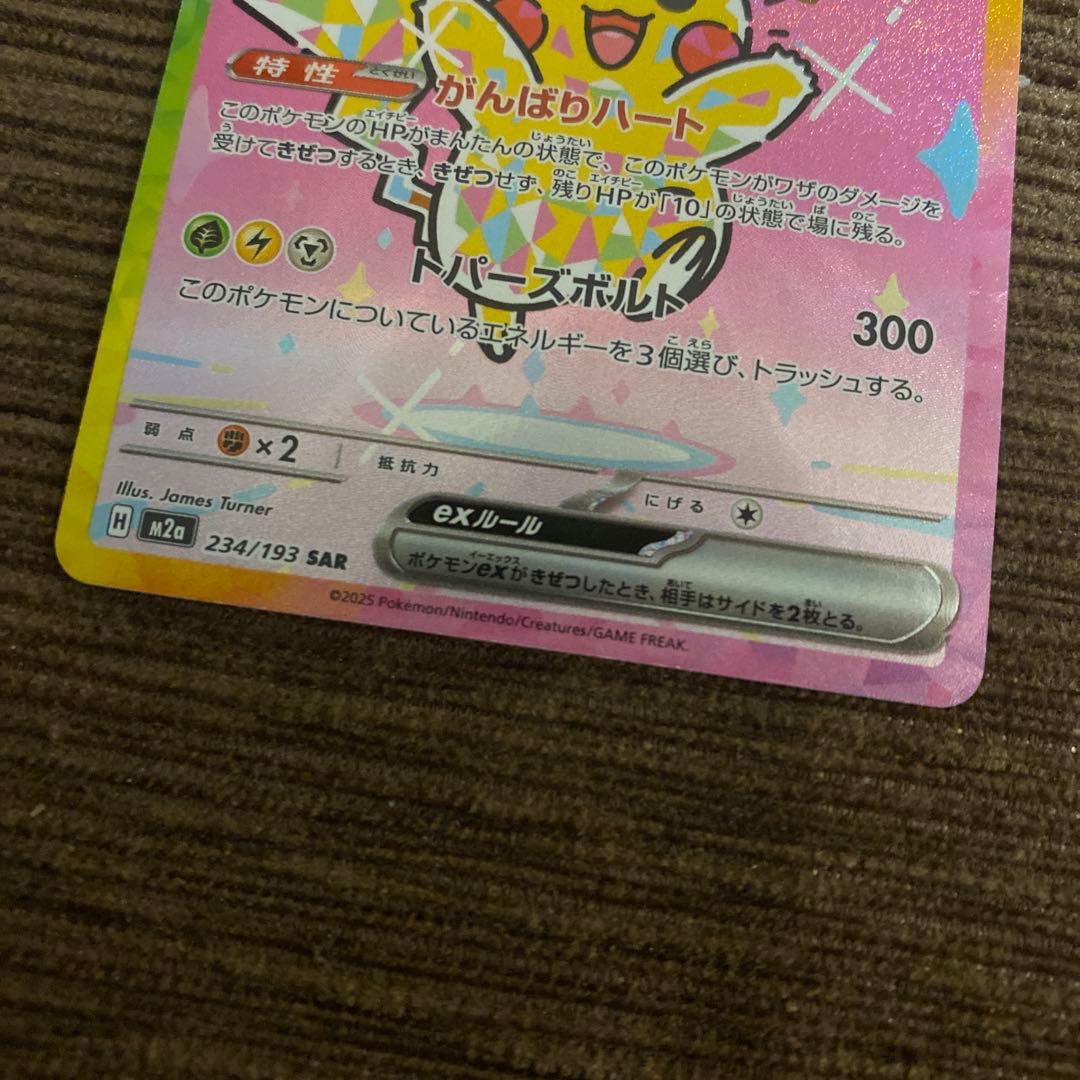 特性 とくせい がんばりハート
このポケモンのHPがまんたんの状態で、このポケモンがワザのダメージを
受けてきぜつするとき、きぜつせず、残りHPが「10」の状態で場に残る。
トパーズボルト 300
このポケモンについているエネルギーを3個選び、トラッシュする。
弱点 ×2 抵抗力 にげる
Illus. James Turner
H M2a 234/193 SAR
exルール
ポケモンexがきぜつしたとき、相手はサイドを2枚とる。
©2025 Pokémon/Nintendo/Creatures/GAME FREAK.